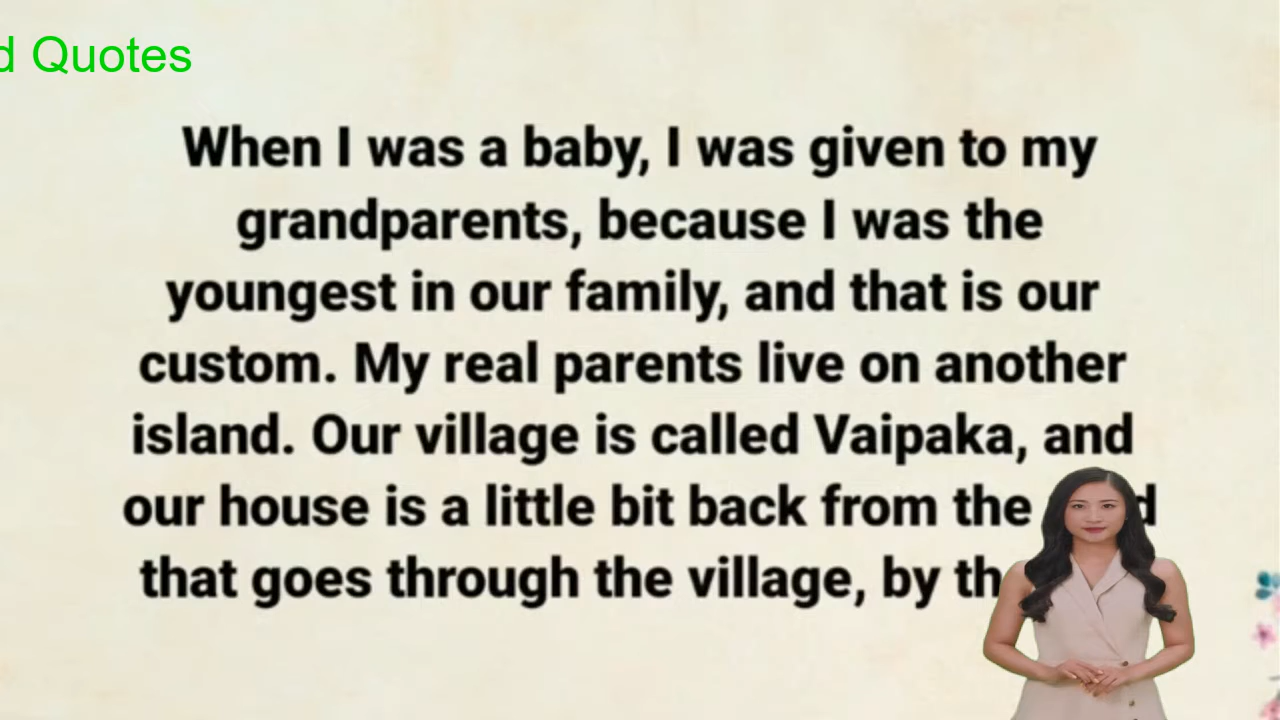 d Quotes
When I was a baby, I was given to my
grandparents, because I was the
youngest in our family, and that is our
custom. My real parents live on another
island. Our village is called Vaipaka, and
our house is a little bit back from the
that goes through the village, by